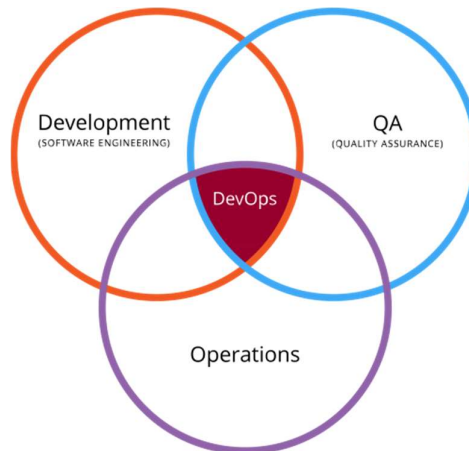 Development
(SOFTWARE ENGINEERING)
QA
(QUALITY ASSURANCE)
DevOps
Operations